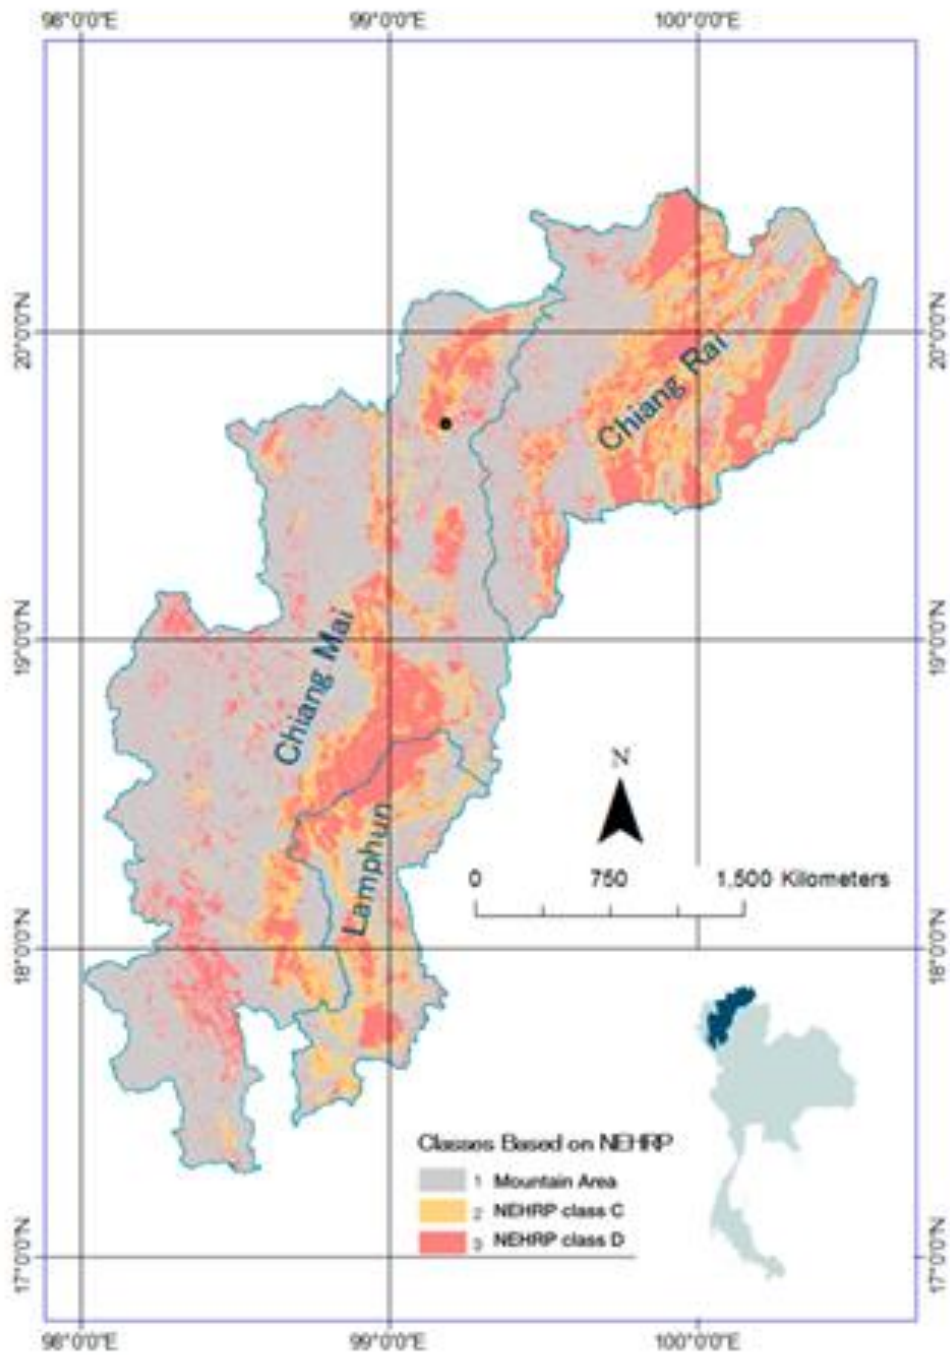 98°0'0"E 99°0'0"E 100°0'0"E
20°0'0"N 20°0'0"N
Chiang Rai
19°0'0"N 19°0'0"N
Chiang Mai
N
Lamphun
0 750 1,500 Kilometers
18°0'0"N 18°0'0"N
Classes Based on NEHRP
1 Mountain Area
2 NEHRP class C
3 NEHRP class D
17°0'0"N 17°0'0"N
98°0'0"E 99°0'0"E 100°0'0"E